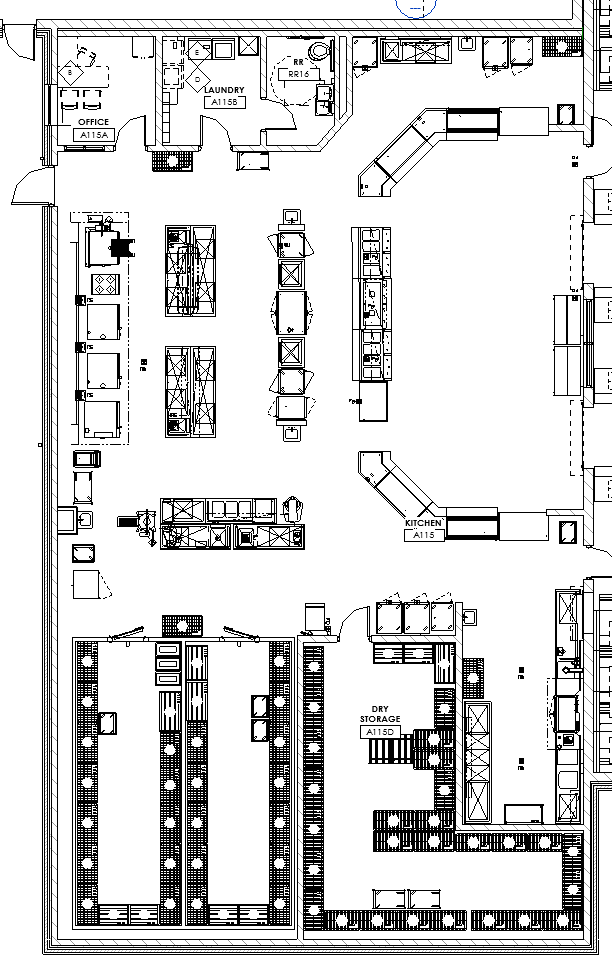 E
D
B
RR
RR16
LAUNDRY
A115B
OFFICE
A115A
KITCHEN
A115
DRY
STORAGE
A115D